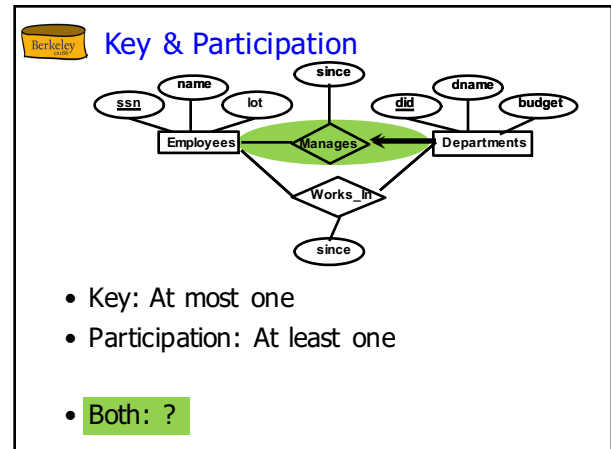 Berkeley
cs186
Key & Participation
since
name
dname
ssn
lot
did
budget
Employees
Manages
Departments
Works_In
since
• Key: At most one
• Participation: At least one
• Both: ?